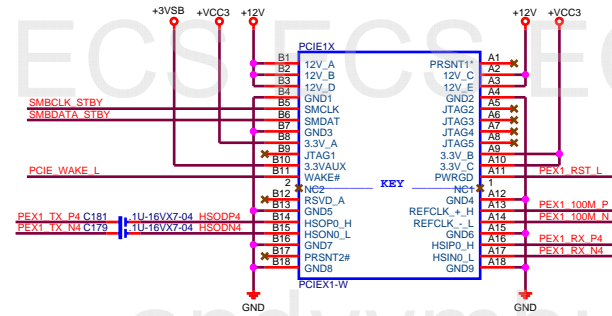 +3VSB +VCC3 +12V +12V +VCC3
ECS ECS ECS
PCIE1X
B1 12V_A PRSNT1* A1
B2 12V_B 12V_C A2
B3 12V_D 12V_E A3
B4 GND1 GND2 A4
SMBCLK_STBY B5 SMCLK JTAG2 A5
SMBDATA_STBY B6 SMDAT JTAG3 A6
B7 GND3 JTAG4 A7
B8 3.3V_A JTAG5 A8
B9 JTAG1 3.3V_B A9
B10 3.3VAUX 3.3V_C A10
PCIE_WAKE_L B11 WAKE# PWRGD A11 PEX1_RST_L
2 NC2 KEY NC1 1
B12 RSVD_A GND4 A12
B13 GND5 REFCLK_+_H A13 PEX1_100M_P
PEX1_TX_P4 C181 .1U-16VX7-04 HSODP4 B14 HSOP0_H REFCLK_-_L A14 PEX1_100M_N
PEX1_TX_N4 C179 .1U-16VX7-04 HSODN4 B15 HSON0_L GND6 A15
B16 GND7 HSIP0_H A16 PEX1_RX_P4
B17 PRSNT2# HSIN0_L A17 PEX1_RX_N4
B18 GND8 GND9 A18
PCIEX1-W
GND GND